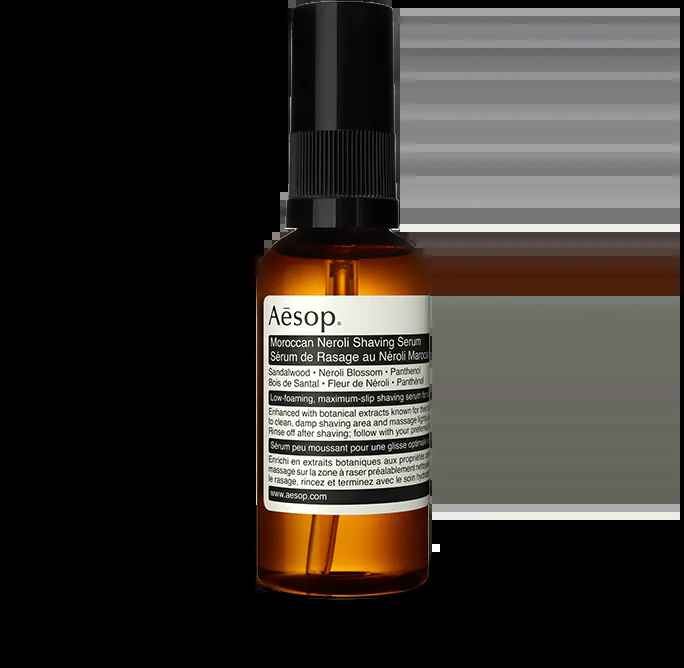 Aēsop®
Moroccan Neroli Shaving Serum
Sérum de Rasage au Néroli Maroca
Sandalwood • Neroli Blossom • Panthenol
Bois de Santal • Fleur de Néroli • Panthénol
Low-foaming, maximum-slip shaving serum for
Enhanced with botanical extracts known for their
to clean, damp shaving area and massage lightly
Rinse off after shaving; follow with your preferred
Sérum peu moussant pour une glisse optimale
Enrichi en extraits botaniques aux propriétés
massage sur la zone à raser préalablement
le rasage, rincez et terminez avec le soin
www.aesop.com